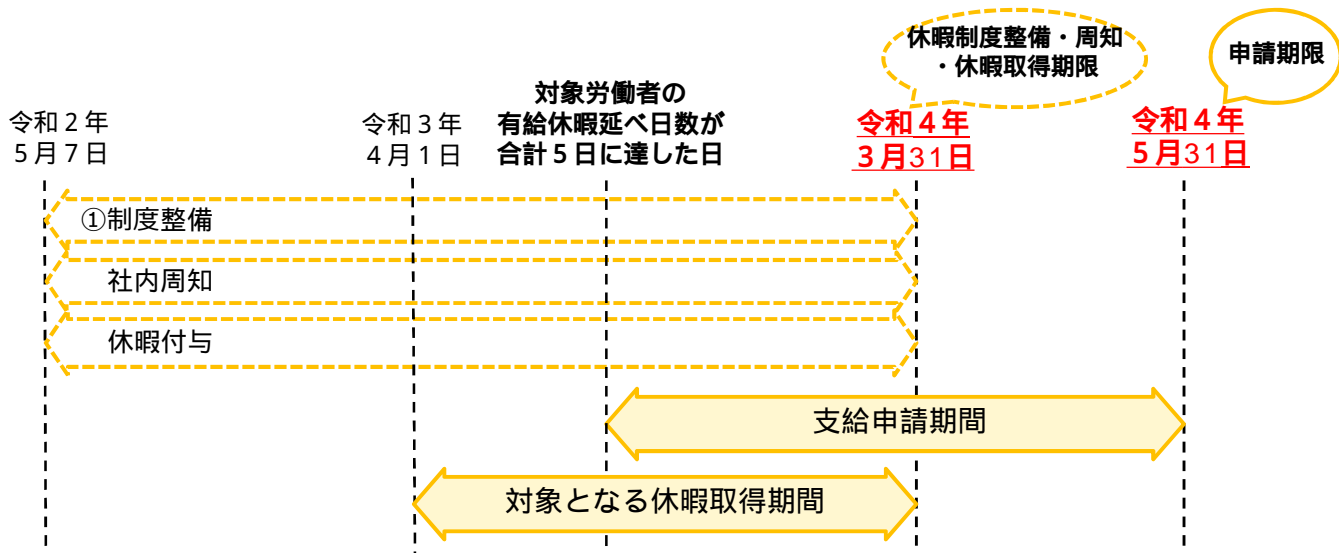 休暇制度整備・周知
・休暇取得期限
申請期限
令和２年
５月７日
令和３年
４月１日
対象労働者の
有給休暇延べ日数が
合計５日に達した日
令和４年
３月31日
令和４年
５月31日
①制度整備
社内周知
休暇付与
支給申請期間
対象となる休暇取得期間